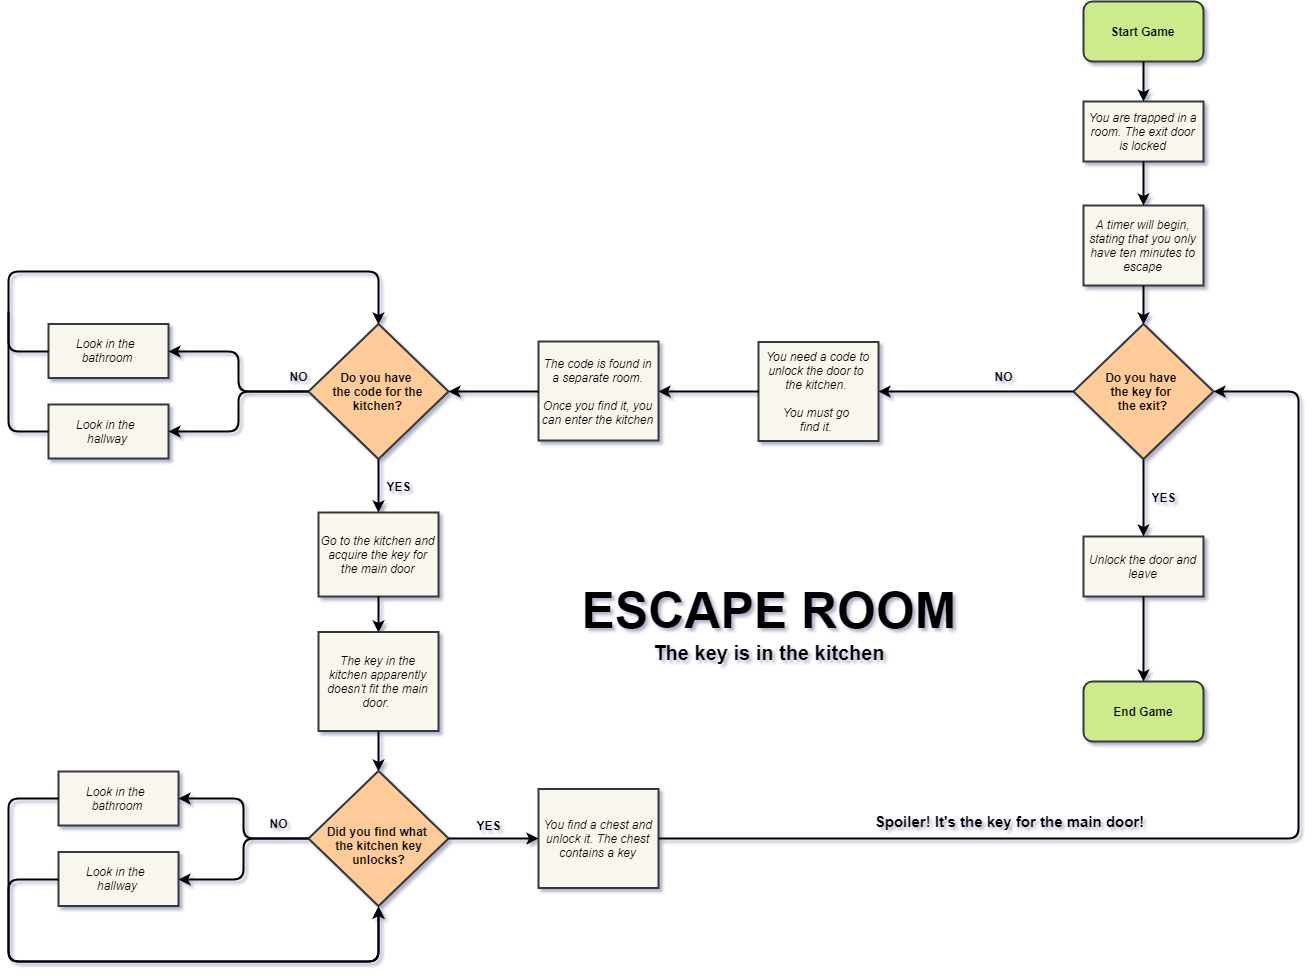 Start Game
You are trapped in a
room. The exit door
is locked
A timer will begin,
stating that you only
have ten minutes to
escape
Do you have
the key for
the exit?
NO
YES
You need a code to
unlock the door to
the kitchen.
You must go
find it.
The code is found in
a separate room.
Once you find it, you
can enter the kitchen
Do you have
the code for the
kitchen?
NO
Look in the
bathroom
Look in the
hallway
YES
Go to the kitchen and
acquire the key for
the main door
The key in the
kitchen apparently
doesn't fit the main
door.
Did you find what
the kitchen key
unlocks?
NO
Look in the
bathroom
Look in the
hallway
YES
You find a chest and
unlock it. The chest
contains a key
Spoiler! It's the key for the main door!
Unlock the door and
leave
End Game
ESCAPE ROOM
The key is in the kitchen